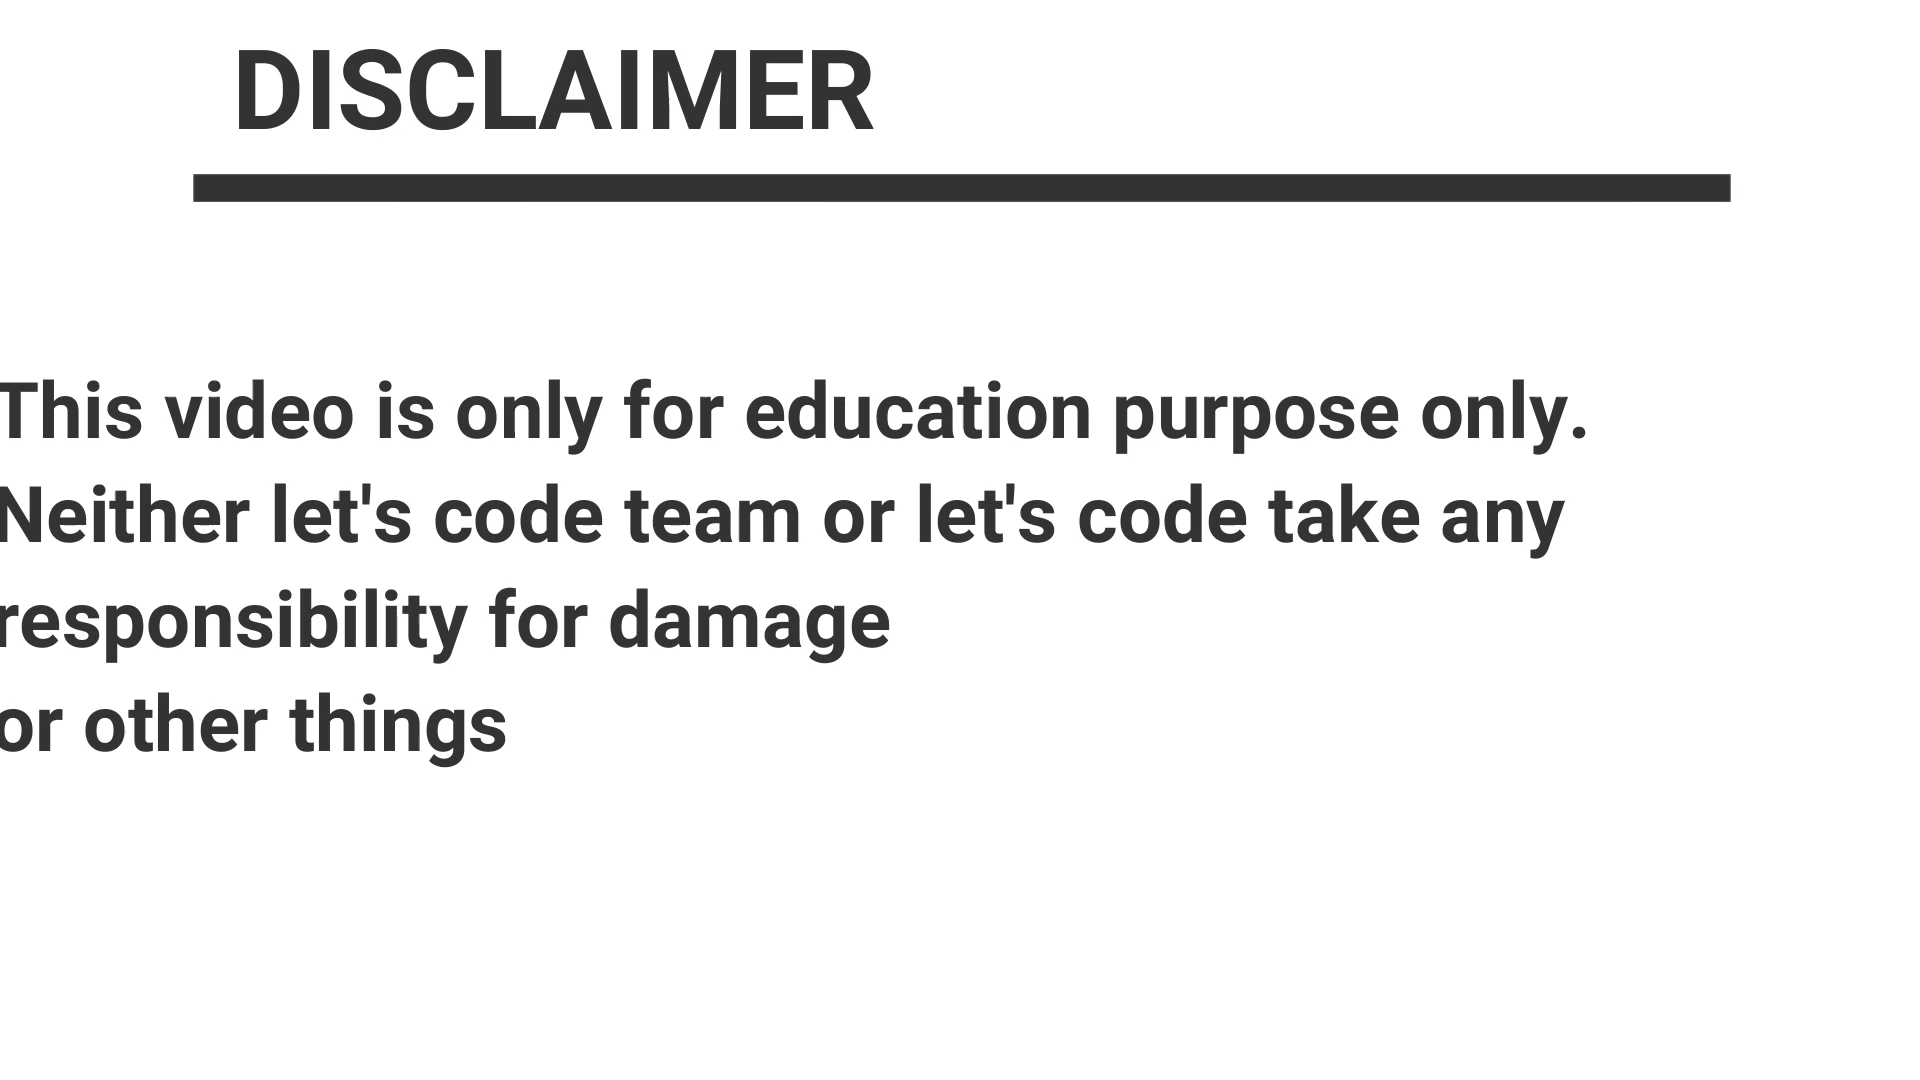 DISCLAIMER
This video is only for education purpose only.
Neither let's code team or let's code take any
responsibility for damage
or other things